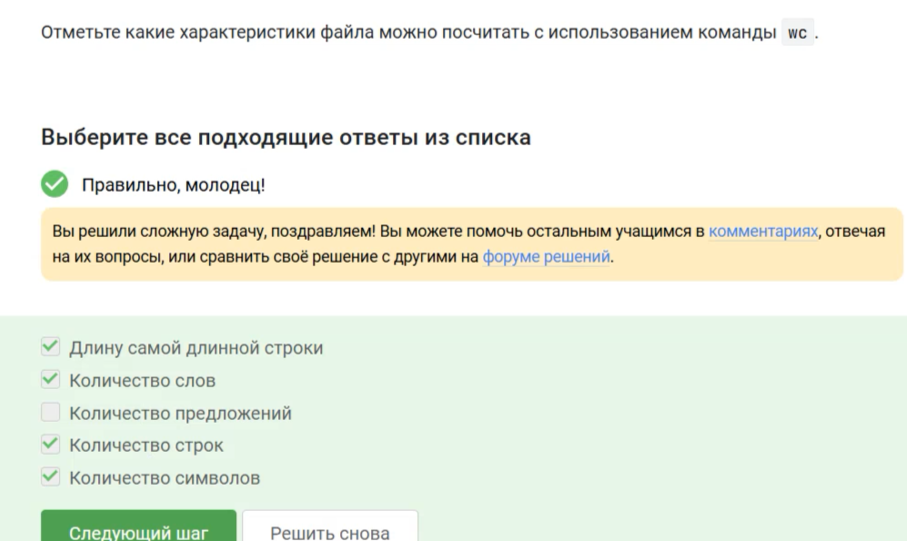 Отметьте какие характеристики файла можно посчитать с использованием команды wc.
Выберите все подходящие ответы из списка
Правильно, молодец!
Вы решили сложную задачу, поздравляем! Вы можете помочь остальным учащимся в комментариях, отвечая
на их вопросы, или сравнить своё решение с другими на форуме решений.
Длину самой длинной строки
Количество слов
Количество предложений
Количество строк
Количество символов
Следующий шаг
Решить снова